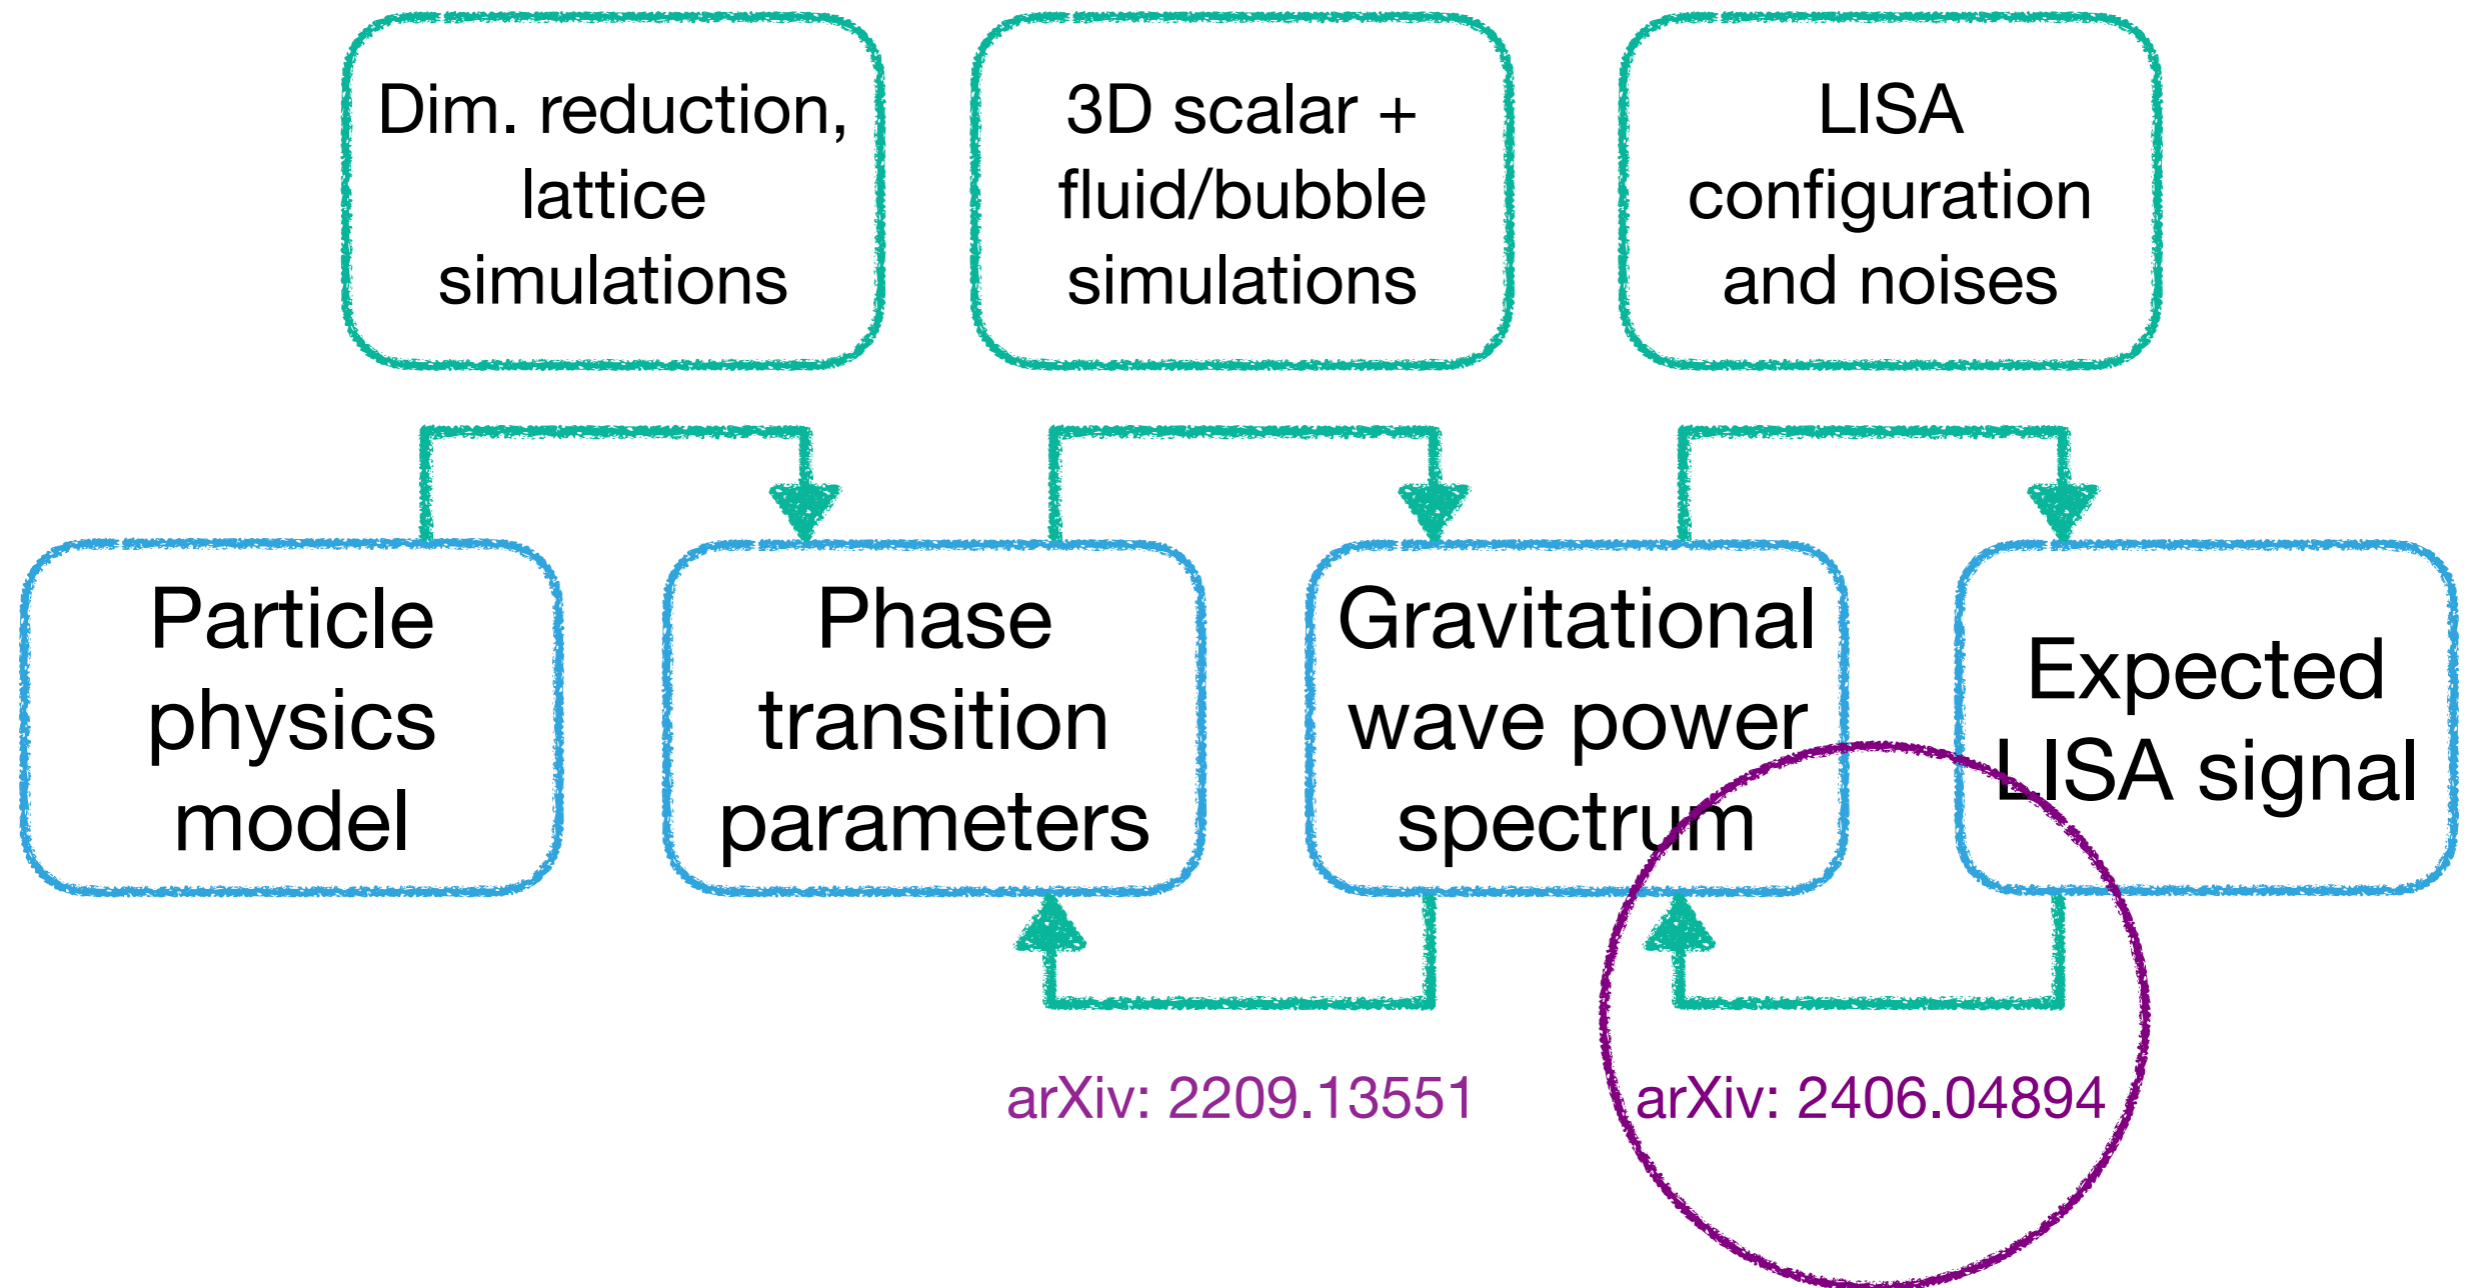 Dim. reduction,
lattice
simulations
3D scalar +
fluid/bubble
simulations
LISA
configuration
and noises
Particle
physics
model
Phase
transition
parameters
Gravitational
wave power
spectrum
Expected
LISA signal
arXiv: 2209.13551
arXiv: 2406.04894